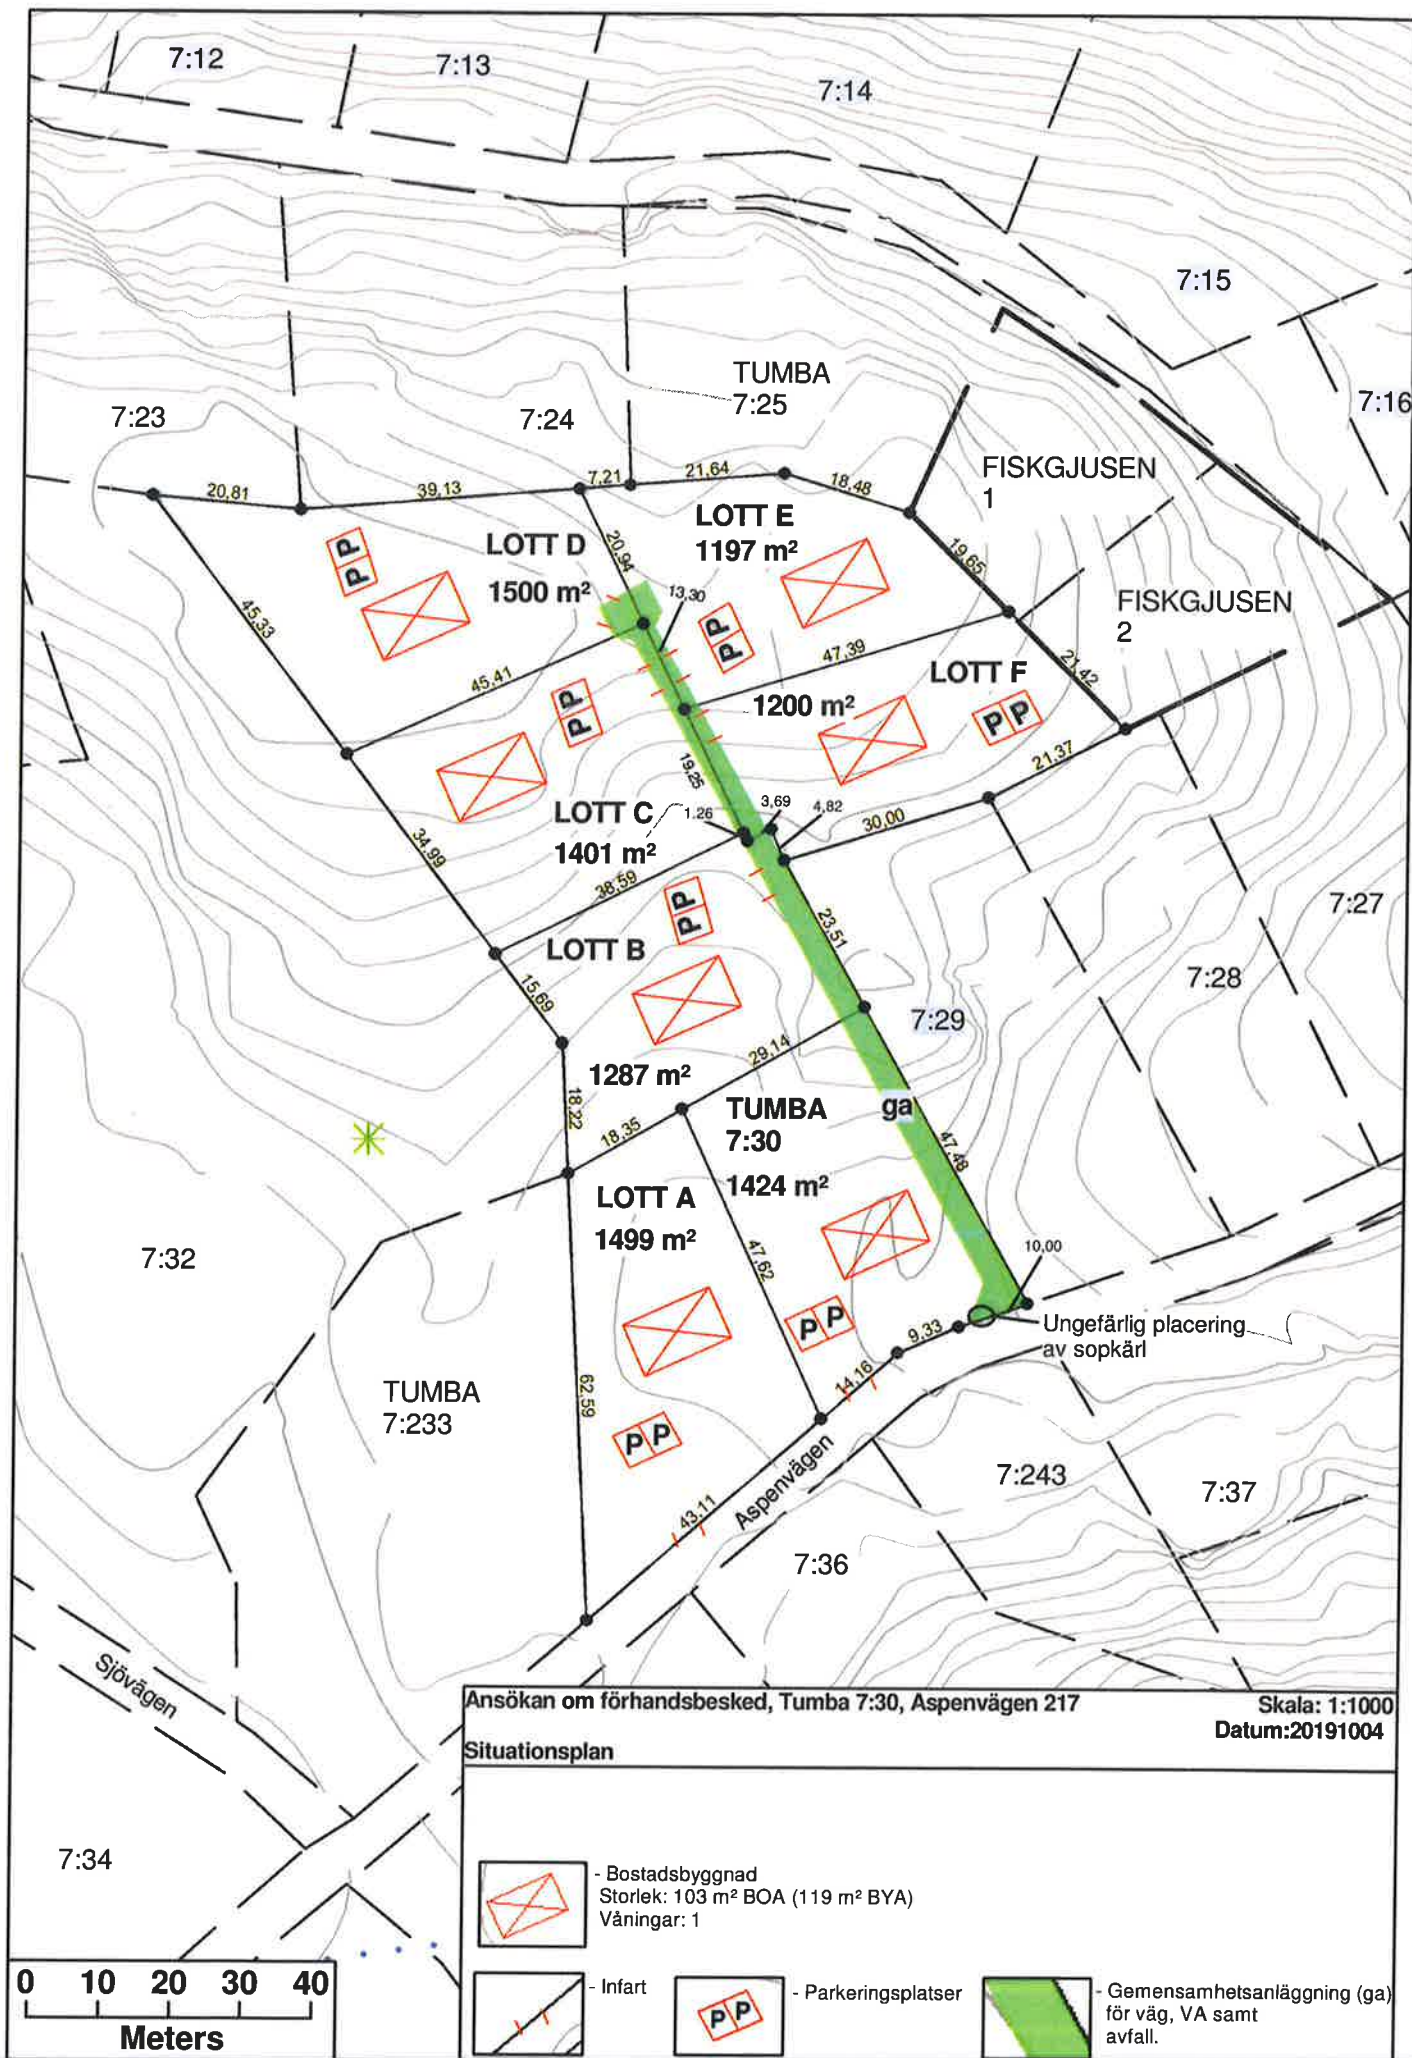 7:12
7:13
7:14
7:15
7:16
TUMBA
7:25
7:23
7:24
FISKGJUSEN
1
20,81
39,13
7,21
21,64
18,48
LOTT E
1197 m²
LOTT D
1500 m²
20,94
13,30
19,65
P P
P P
FISKGJUSEN
2
45,33
45,41
47,39
LOTT F
21,42
1200 m²
P P
P P
19,25
21,37
LOTT C
1401 m²
1.26
3,69
4,82
30,00
34,99
38,59
P P
LOTT B
23,51
7:27
7:28
7:29
15,69
29,14
1287 m²
18,22
18,35
TUMBA
7:30
1424 m²
ga
47,48
LOTT A
1499 m²
47,62
7:32
10,00
P P
9,33
Ungefärlig placering
av sopkärl
14,16
TUMBA
7:233
62,59
P P
43,11
Aspenvägen
7:243
7:37
7:36
Sjövägen
7:34
Ansökan om förhandsbesked, Tumba 7:30, Aspenvägen 217
Skala: 1:1000
Datum:20191004
Situationsplan
- Bostadsbyggnad
Storlek: 103 m² BOA (119 m² BYA)
Våningar: 1
- Infart
P P
- Parkeringsplatser
- Gemensamhetsanläggning (ga)
för väg, VA samt
avfall.
0 10 20 30 40
Meters